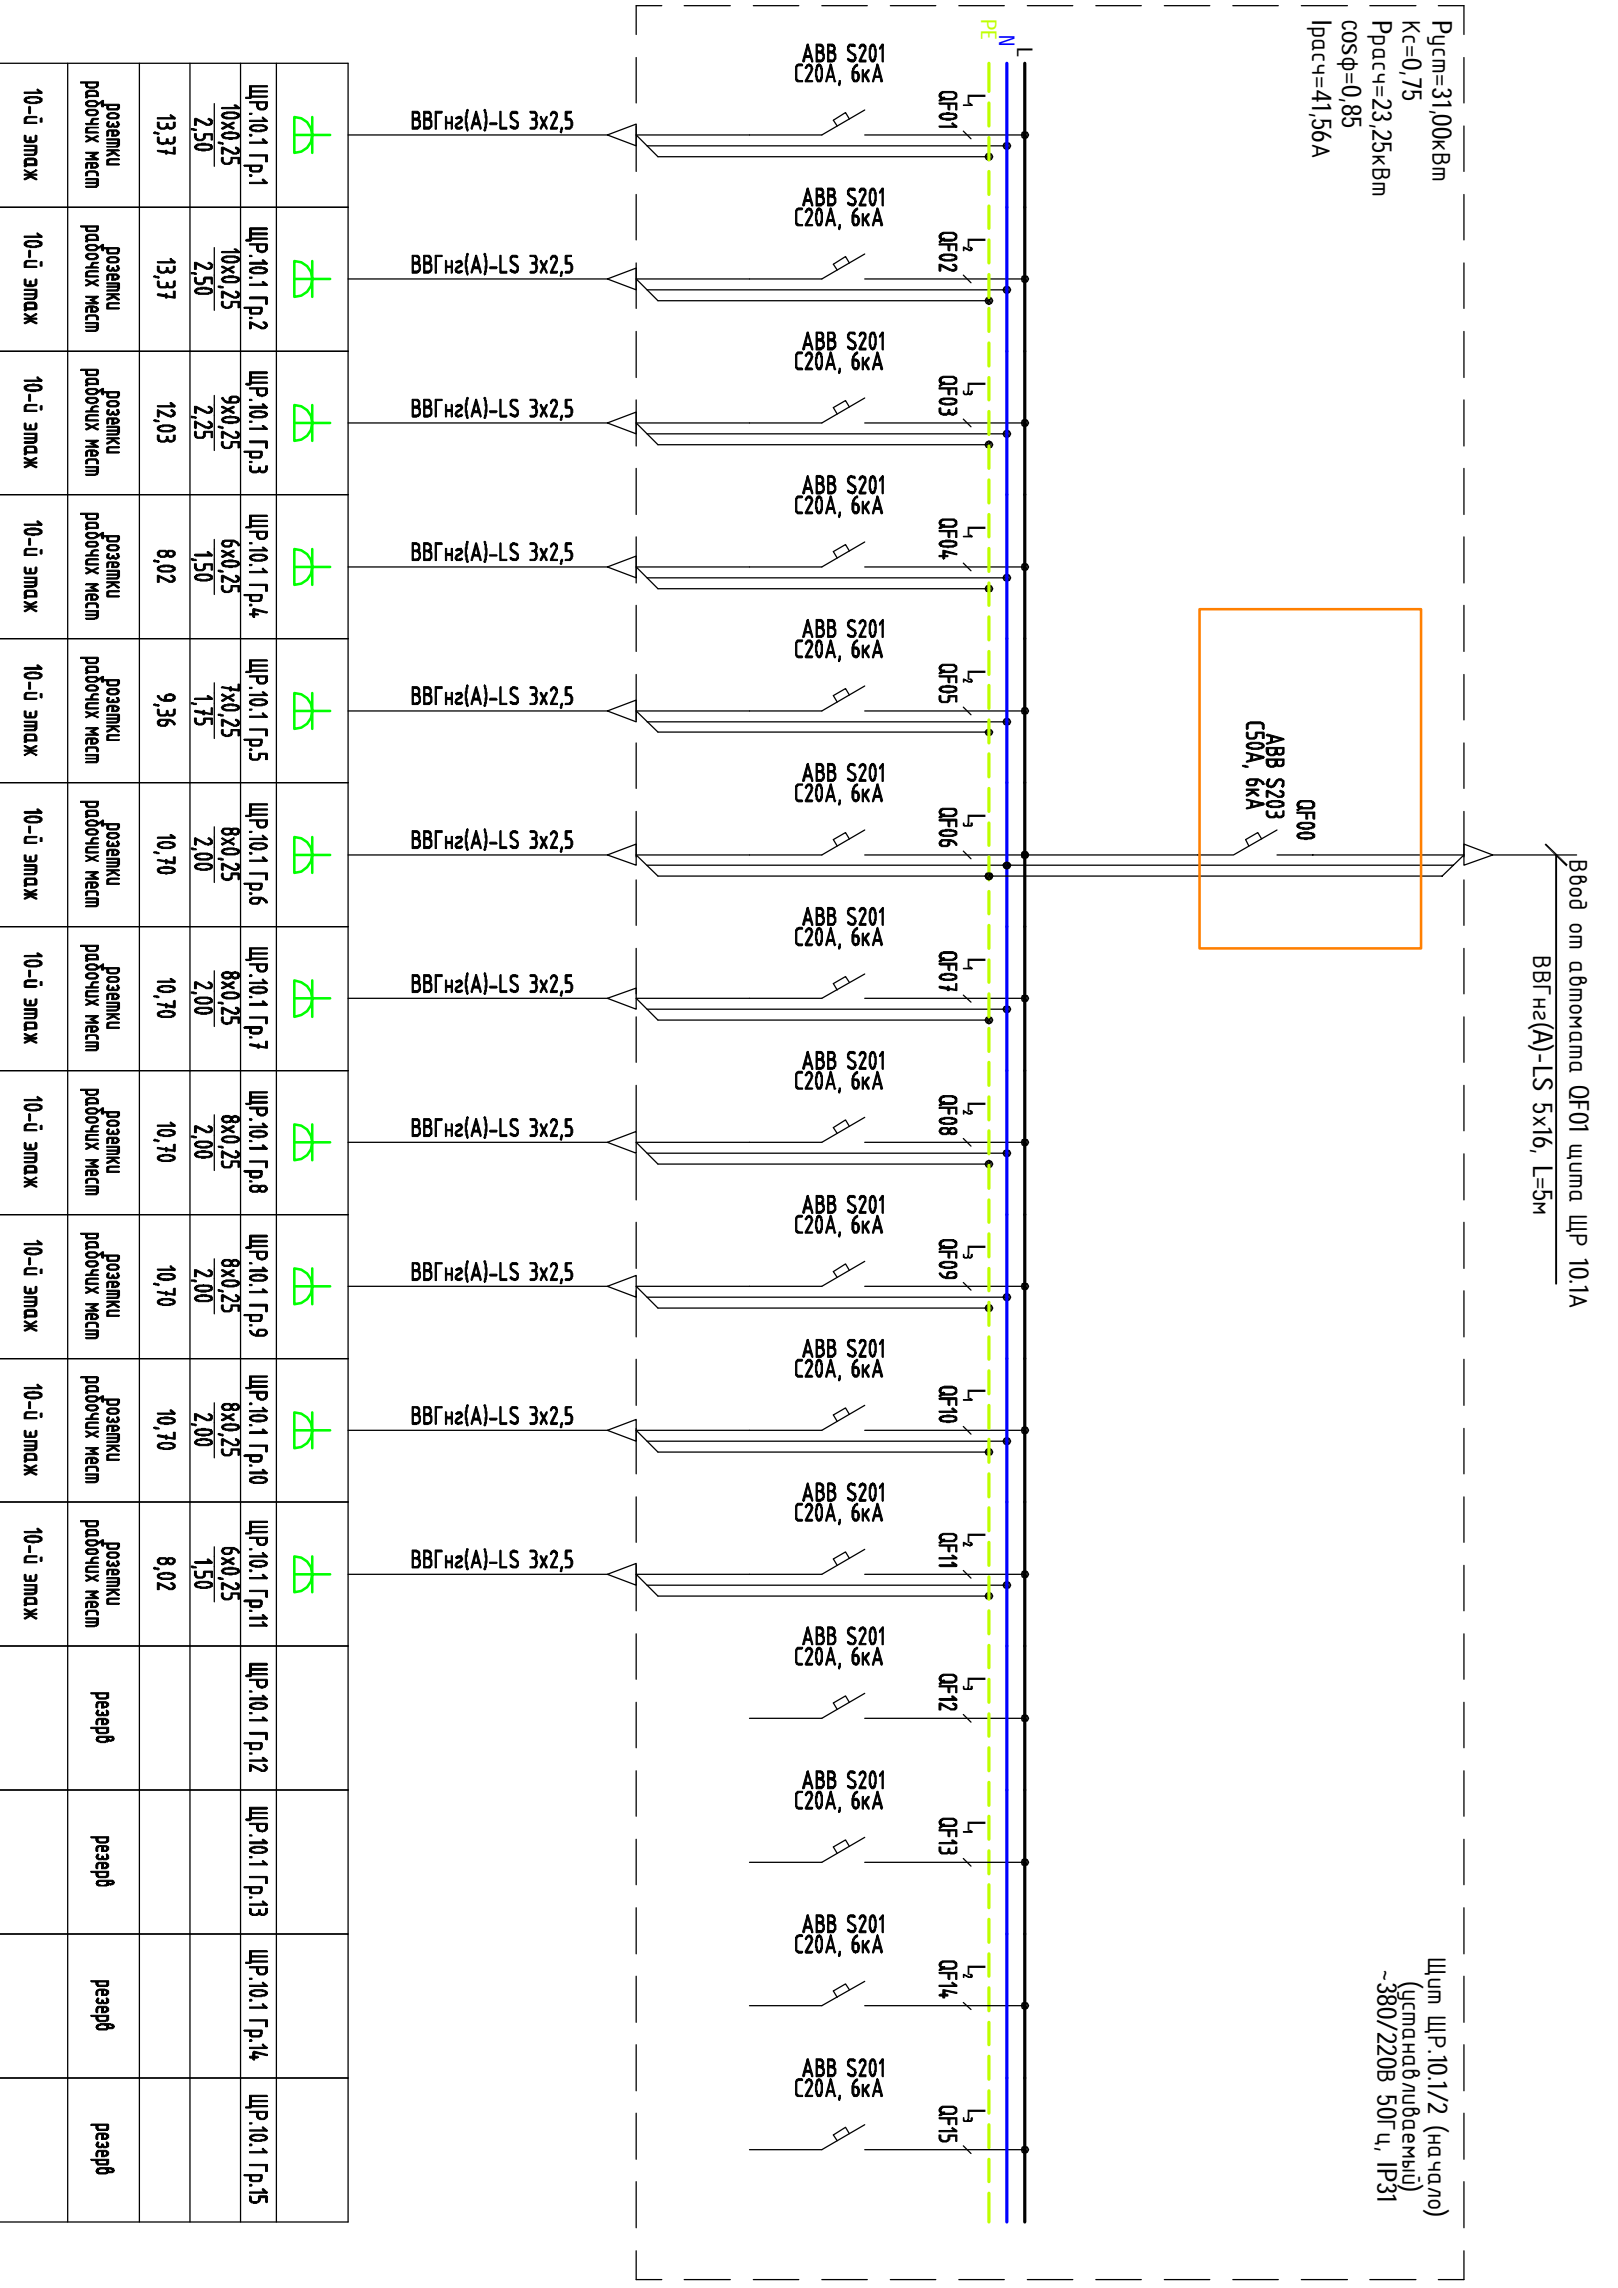 Ввод от автомата QF01 щита ЩР 10.1А
ВВГнг(А)-LS 5х16, L=5м
Руст=31,00кВт
Кс=0,75
Ррасч=23,25кВт
cosф=0,85
Iрасч=41,56А
Щит ЩР.10.1/2 (начало)
(устанавливаемый)
~380/220В 50Гц, IP31
QF00
ABB S203
C50A, 6кА
L
N
PE
L1
QF01
ABB S201
C20A, 6кА
L2
QF02
ABB S201
C20A, 6кА
L3
QF03
ABB S201
C20A, 6кА
L1
QF04
ABB S201
C20A, 6кА
L2
QF05
ABB S201
C20A, 6кА
L3
QF06
ABB S201
C20A, 6кА
L1
QF07
ABB S201
C20A, 6кА
L2
QF08
ABB S201
C20A, 6кА
L3
QF09
ABB S201
C20A, 6кА
L1
QF10
ABB S201
C20A, 6кА
L2
QF11
ABB S201
C20A, 6кА
L3
QF12
ABB S201
C20A, 6кА
L1
QF13
ABB S201
C20A, 6кА
L2
QF14
ABB S201
C20A, 6кА
L3
QF15
ABB S201
C20A, 6кА
ВВГнг(А)-LS 3х2,5
ВВГнг(А)-LS 3х2,5
ВВГнг(А)-LS 3х2,5
ВВГнг(А)-LS 3х2,5
ВВГнг(А)-LS 3х2,5
ВВГнг(А)-LS 3х2,5
ВВГнг(А)-LS 3х2,5
ВВГнг(А)-LS 3х2,5
ВВГнг(А)-LS 3х2,5
ВВГнг(А)-LS 3х2,5
ВВГнг(А)-LS 3х2,5
ЩР.10.1 Гр.1
10х0,25
2,50
13,37
розетки
рабочих мест
10-й этаж
ЩР.10.1 Гр.2
10х0,25
2,50
13,37
розетки
рабочих мест
10-й этаж
ЩР.10.1 Гр.3
9х0,25
2,25
12,03
розетки
рабочих мест
10-й этаж
ЩР.10.1 Гр.4
6х0,25
1,50
8,02
розетки
рабочих мест
10-й этаж
ЩР.10.1 Гр.5
7х0,25
1,75
9,36
розетки
рабочих мест
10-й этаж
ЩР.10.1 Гр.6
8х0,25
2,00
10,70
розетки
рабочих мест
10-й этаж
ЩР.10.1 Гр.7
8х0,25
2,00
10,70
розетки
рабочих мест
10-й этаж
ЩР.10.1 Гр.8
8х0,25
2,00
10,70
розетки
рабочих мест
10-й этаж
ЩР.10.1 Гр.9
8х0,25
2,00
10,70
розетки
рабочих мест
10-й этаж
ЩР.10.1 Гр.10
8х0,25
2,00
10,70
розетки
рабочих мест
10-й этаж
ЩР.10.1 Гр.11
6х0,25
1,50
8,02
розетки
рабочих мест
10-й этаж
ЩР.10.1 Гр.12
резерв
ЩР.10.1 Гр.13
резерв
ЩР.10.1 Гр.14
резерв
ЩР.10.1 Гр.15
резерв